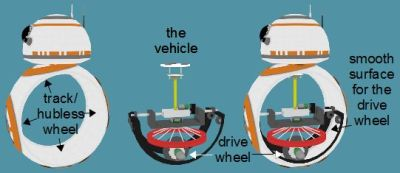 track/
hubless
wheel
the
vehicle
drive
wheel
smooth
surface
for the
drive
wheel